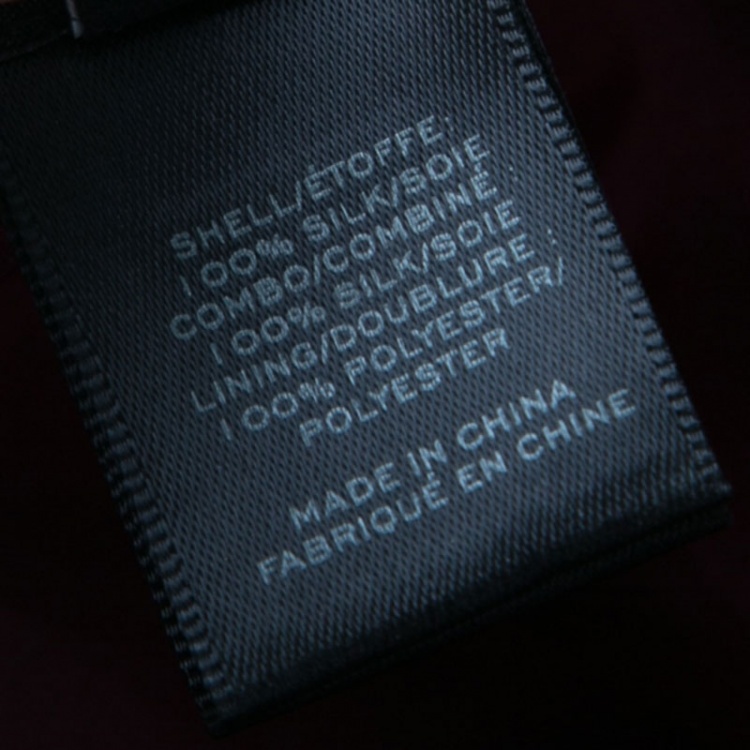 SHELL/ÉTOFFE:
100% SILK/SOIE
COMBO/COMBINÉ :
100% SILK/SOIE
LINING/DOUBLURE :
100% POLYESTER/
POLYESTER
MADE IN CHINA
FABRIQUÉ EN CHINE